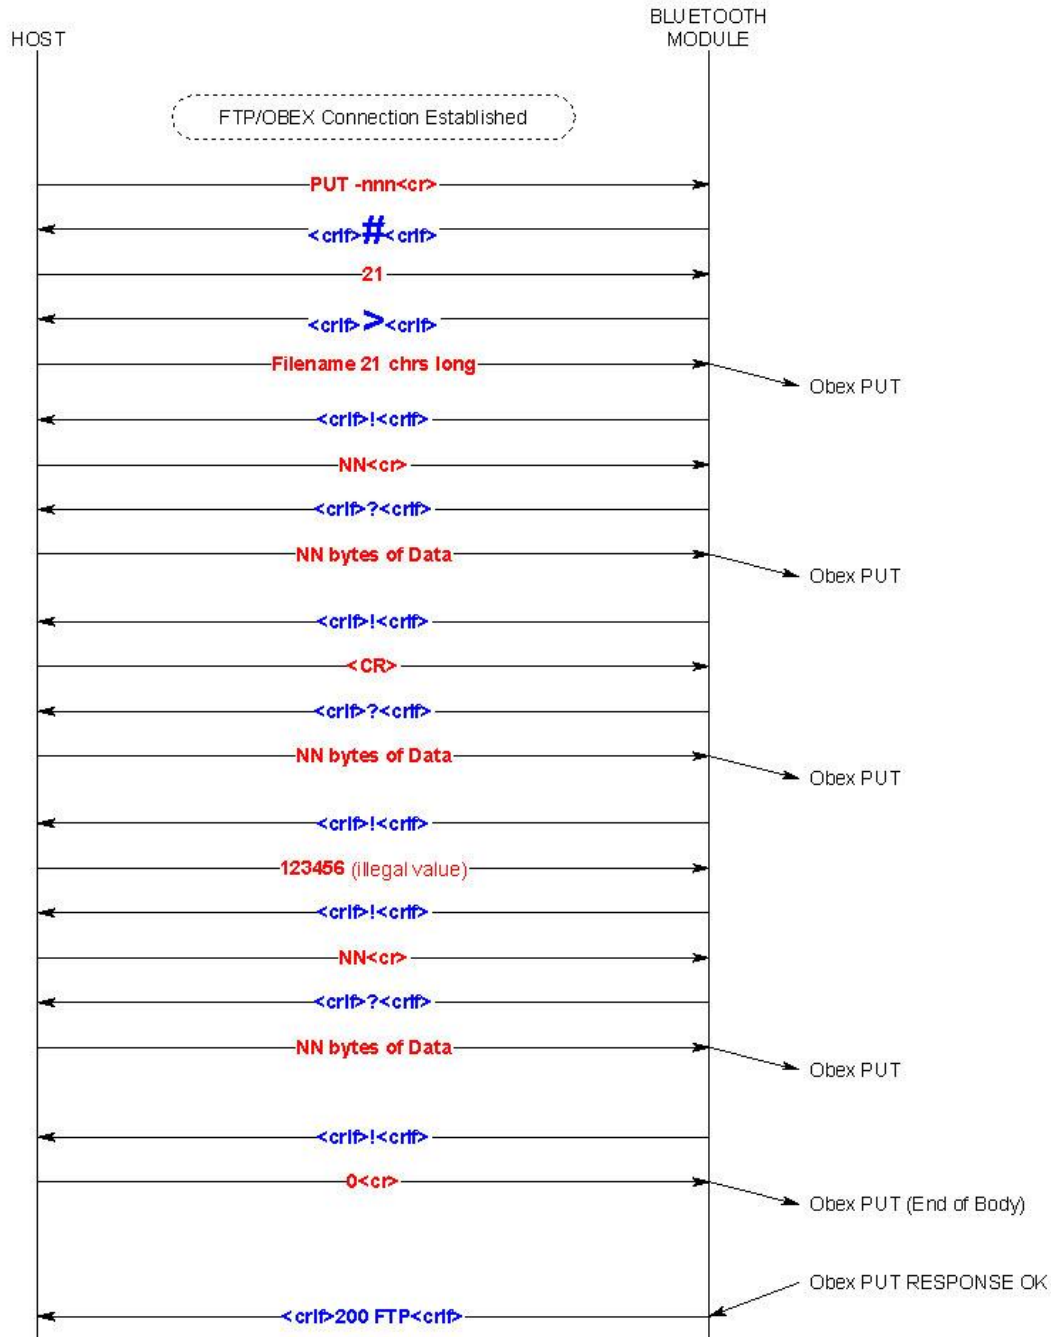 BLUETOOTH
HOST
MODULE
FTP/OBEX Connection Established
PUT -nnn<cr>
<crlf>#<crlf>
21
<crlf>><crlf>
Filename 21 chrs long
Obex PUT
<crlf>!<crlf>
NN<cr>
<crlf>?<crlf>
NN bytes of Data
Obex PUT
<crlf>!<crlf>
<CR>
<crlf>?<crlf>
NN bytes of Data
Obex PUT
<crlf>!<crlf>
123456 (illegal value)
<crlf>!<crlf>
NN<cr>
<crlf>?<crlf>
NN bytes of Data
Obex PUT
<crlf>!<crlf>
0<cr>
Obex PUT (End of Body)
Obex PUT RESPONSE OK
<crlf>200 FTP<crlf>